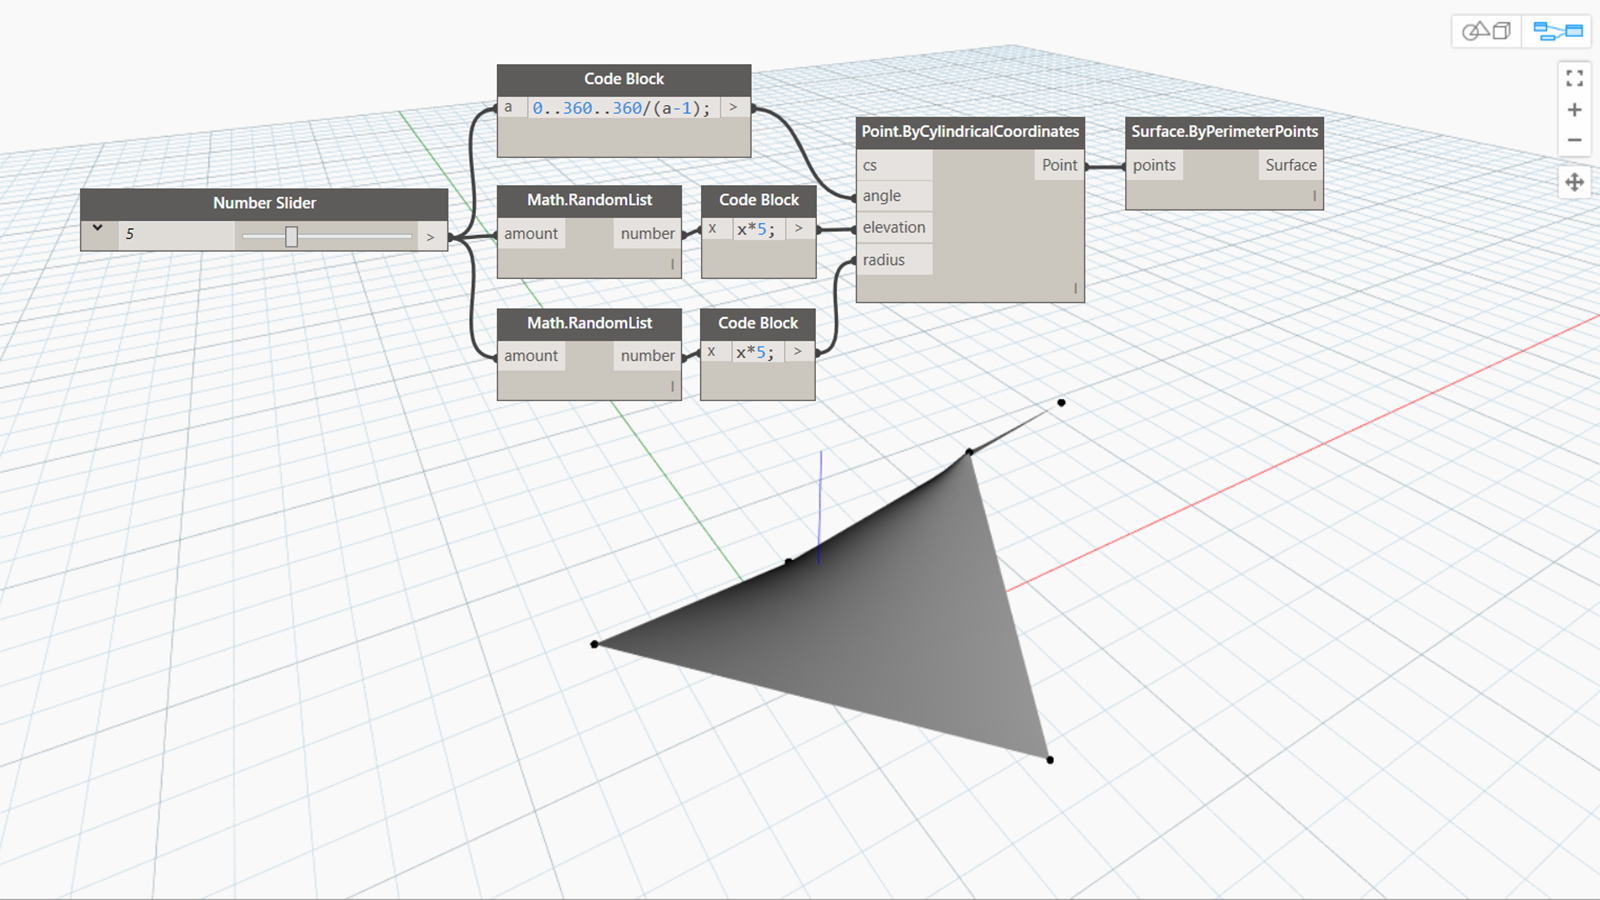 Code Block
a 0..360..360/(a-1); >
Number Slider
5 >
Math.RandomList
amount number
Code Block
x x*5; >
Math.RandomList
amount number
Code Block
x x*5; >
Point.ByCylindricalCoordinates
cs Point
angle
elevation
radius
Surface.ByPerimeterPoints
points Surface